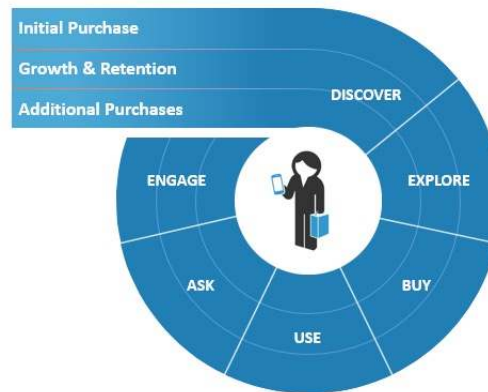 Initial Purchase
Growth & Retention
Additional Purchases
DISCOVER
EXPLORE
BUY
USE
ASK
ENGAGE